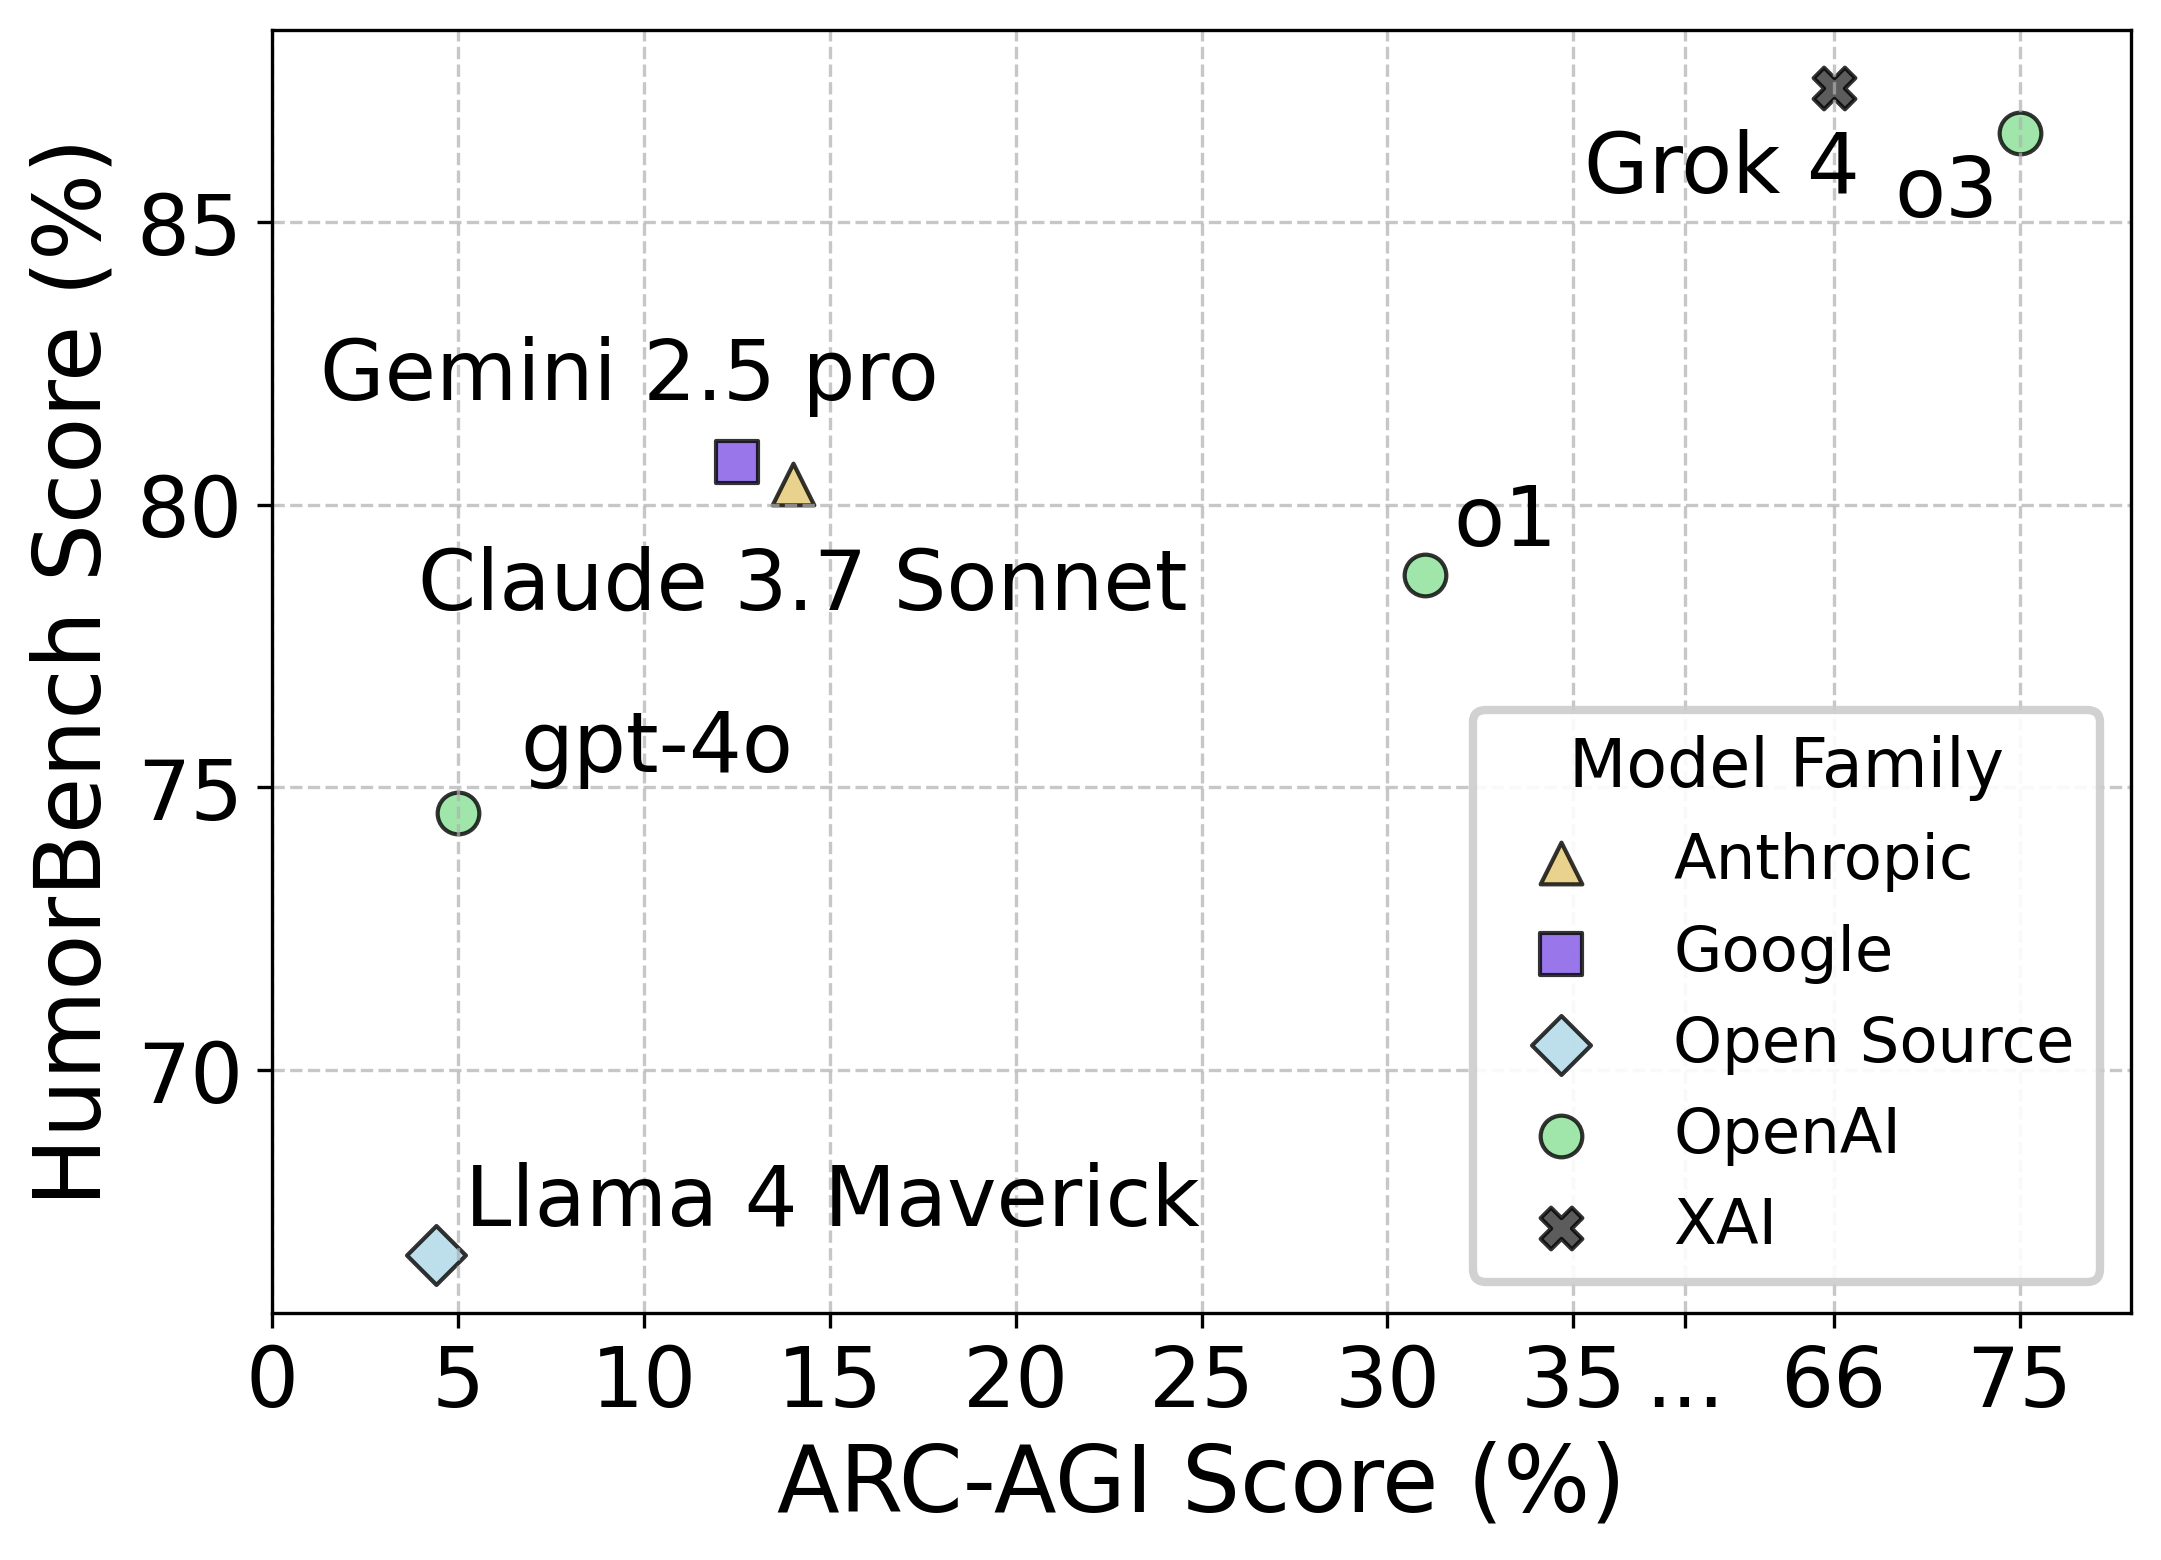 HumorBench Score (%)
85
80
75
70
Grok 4
o3
Gemini 2.5 pro
o1
Claude 3.7 Sonnet
gpt-4o
Llama 4 Maverick
Model Family
Anthropic
Google
Open Source
OpenAI
XAI
0 5 10 15 20 25 30 35 ... 66 75
ARC-AGI Score (%)